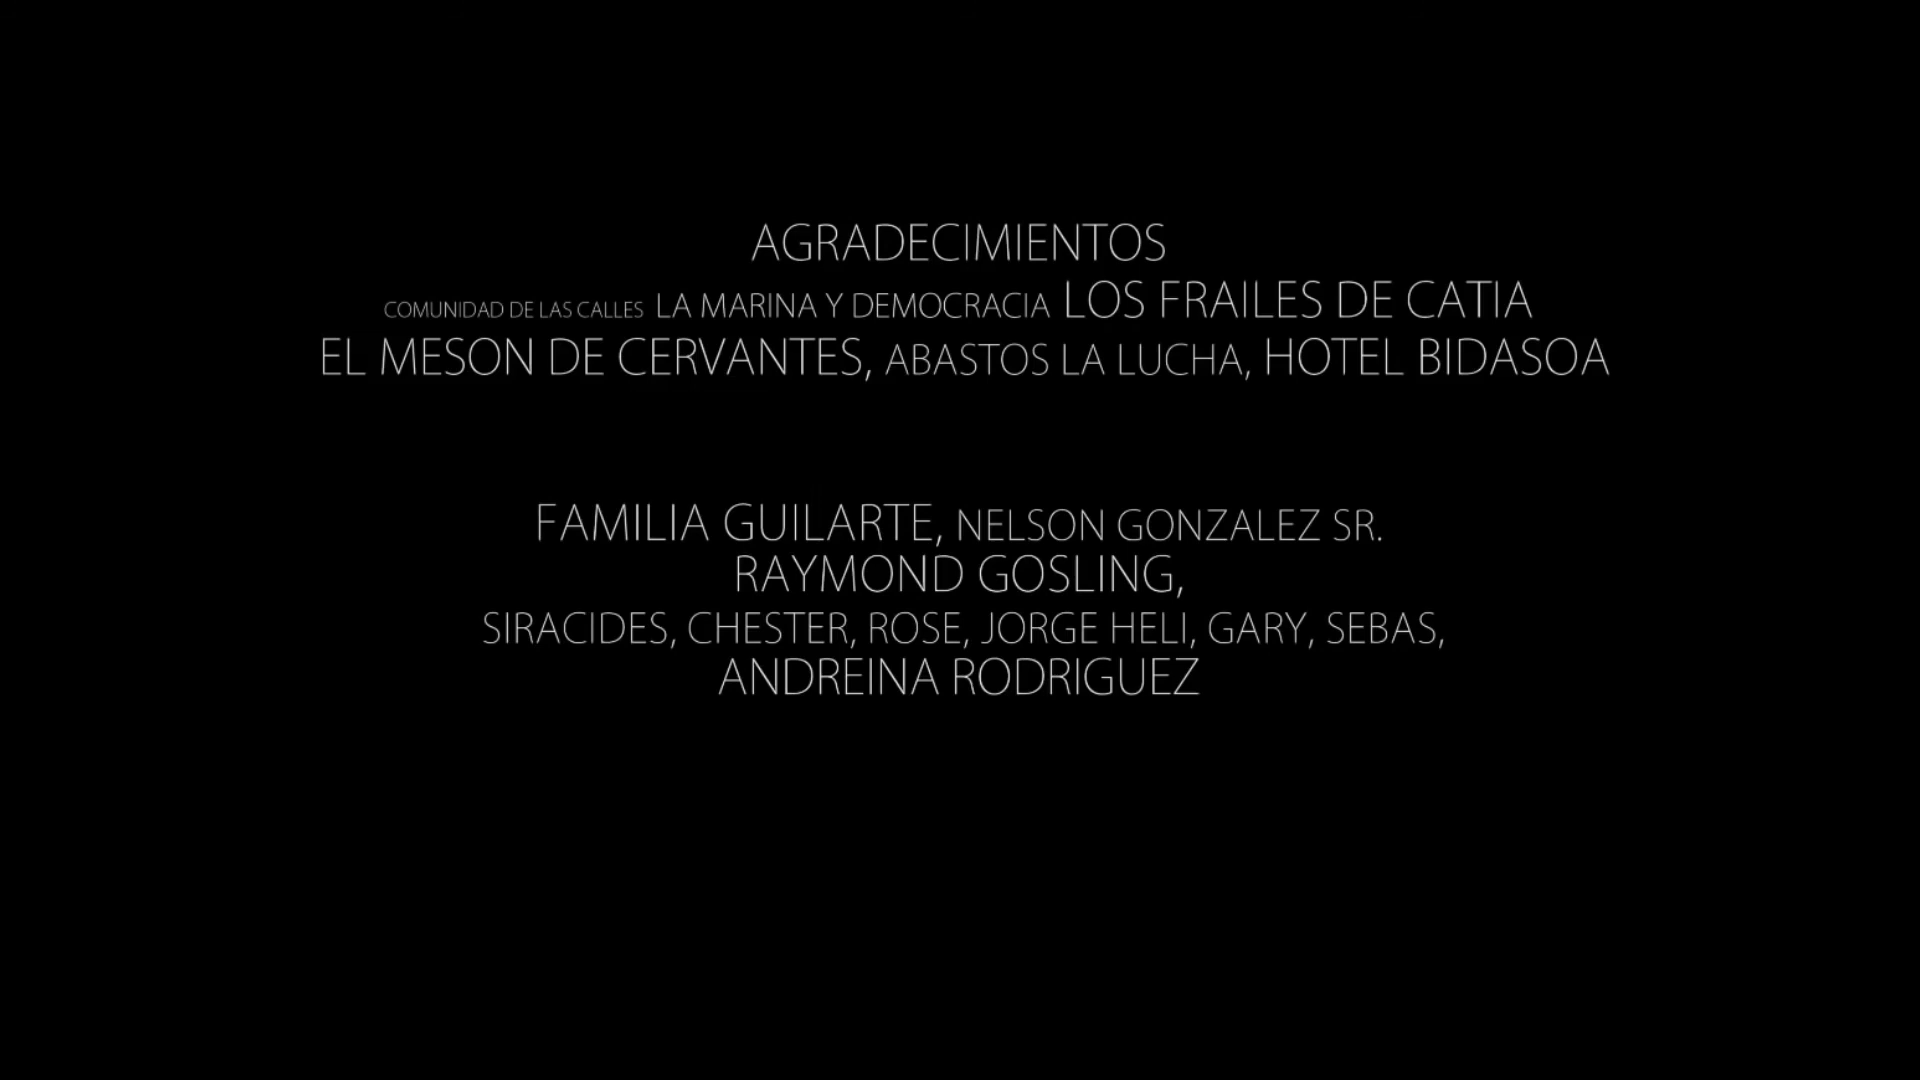 AGRADECIMIENTOS
COMUNIDAD DE LAS CALLES LA MARINA Y DEMOCRACIA LOS FRAILES DE CATIA
EL MESON DE CERVANTES, ABASTOS LA LUCHA, HOTEL BIDASOA
FAMILIA GUILARTE, NELSON GONZALEZ SR.
RAYMOND GOSLING,
SIRACIDES, CHESTER, ROSE, JORGE HELI, GARY, SEBAS,
ANDREINA RODRIGUEZ